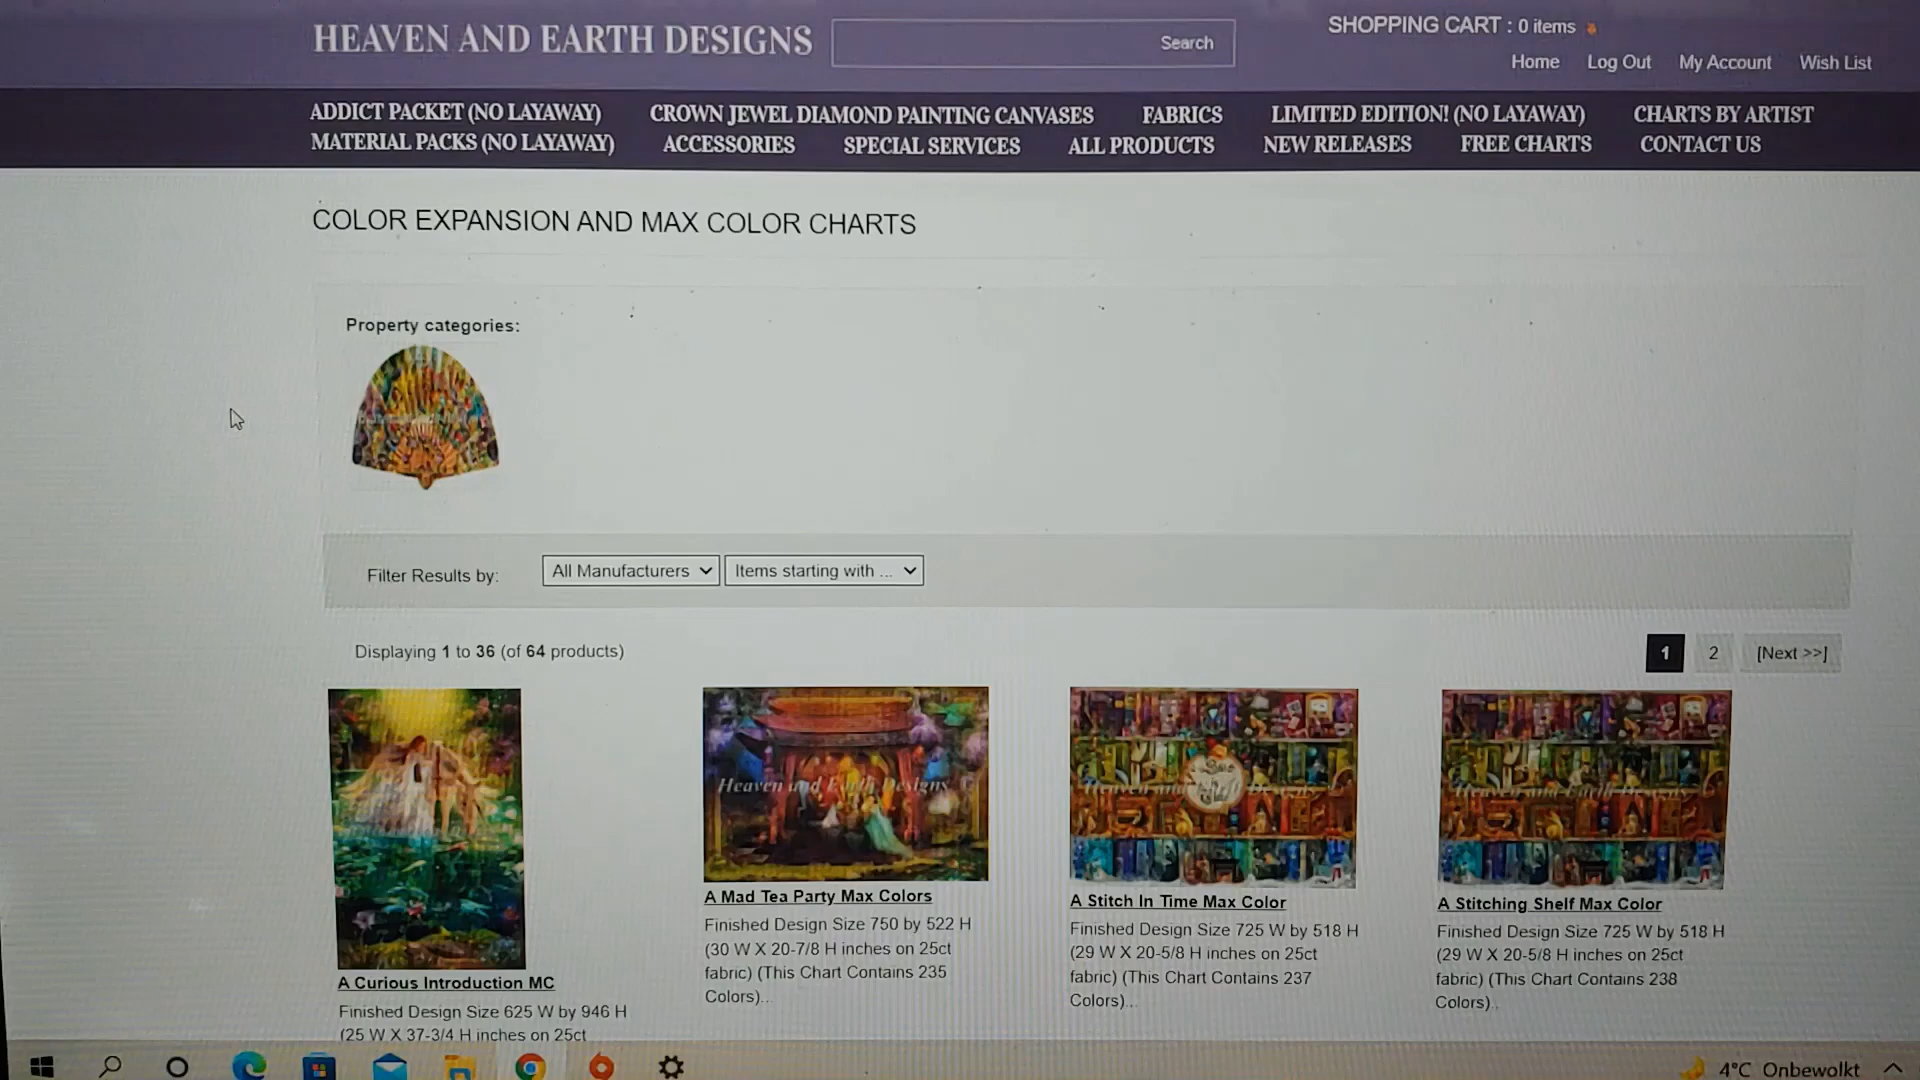 HEAVEN AND EARTH DESIGNS
Search
SHOPPING CART : 0 items
Home Log Out My Account Wish List
ADDICT PACKET (NO LAYAWAY) CROWN JEWEL DIAMOND PAINTING CANVASES FABRICS LIMITED EDITION! (NO LAYAWAY) CHARTS BY ARTIST
MATERIAL PACKS (NO LAYAWAY) ACCESSORIES SPECIAL SERVICES ALL PRODUCTS NEW RELEASES FREE CHARTS CONTACT US
COLOR EXPANSION AND MAX COLOR CHARTS
Property categories:
Filter Results by: All Manufacturers Items starting with ...
Displaying 1 to 36 (of 64 products)
1 2 [Next >>]
Heaven and Earth Designs ©
A Curious Introduction MC
Finished Design Size 625 W by 946 H
(25 W X 37-3/4 H inches on 25ct
A Mad Tea Party Max Colors
Finished Design Size 750 by 522 H
(30 W X 20-7/8 H inches on 25ct
fabric) (This Chart Contains 235
Colors)...
A Stitch In Time Max Color
Finished Design Size 725 W by 518 H
(29 W X 20-5/8 H inches on 25ct
fabric) (This Chart Contains 237
Colors)...
A Stitching Shelf Max Color
Finished Design Size 725 W by 518 H
(29 W X 20-5/8 H inches on 25ct
fabric) (This Chart Contains 238
Colors)..
4°C Onbewolkt